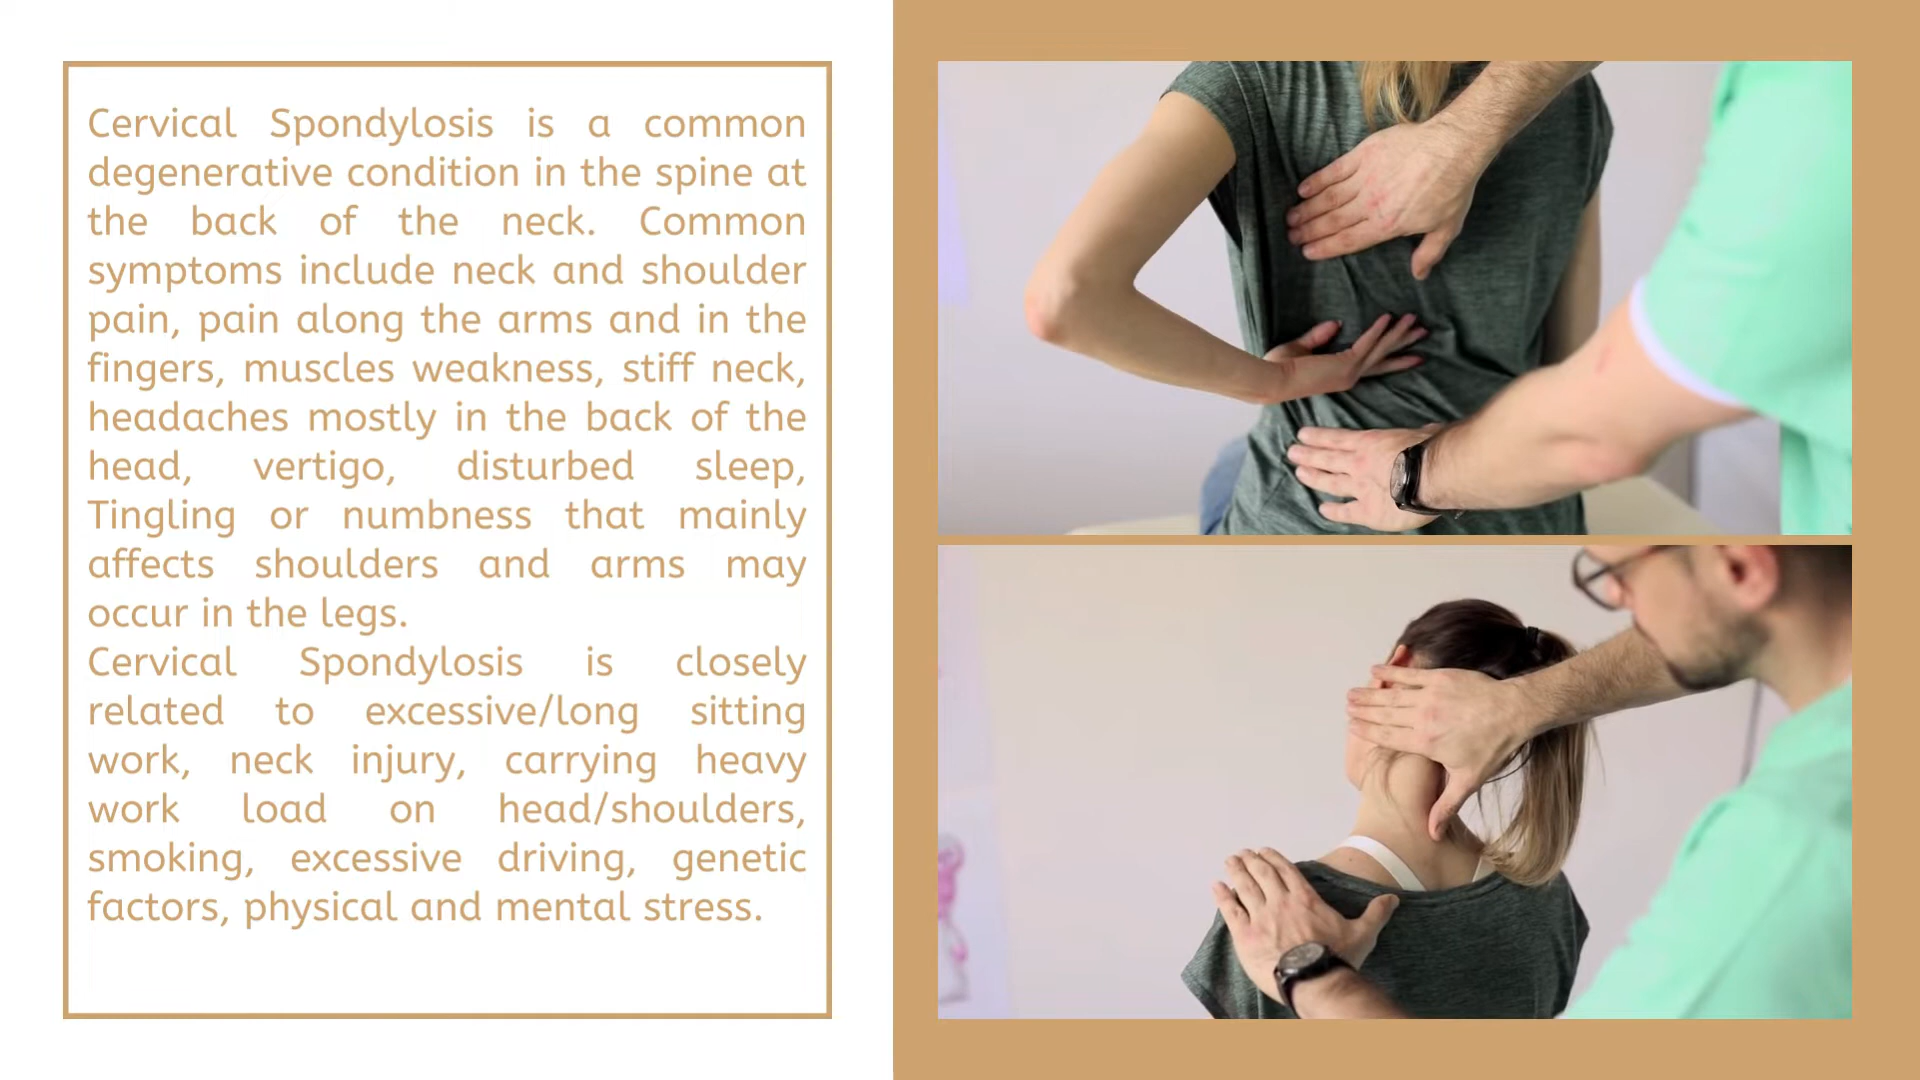 Cervical Spondylosis is a common
degenerative condition in the spine at
the back of the neck. Common
symptoms include neck and shoulder
pain, pain along the arms and in the
fingers, muscles weakness, stiff neck,
headaches mostly in the back of the
head, vertigo, disturbed sleep,
Tingling or numbness that mainly
affects shoulders and arms may
occur in the legs.
Cervical Spondylosis is closely
related to excessive/long sitting
work, neck injury, carrying heavy
work load on head/shoulders,
smoking, excessive driving, genetic
factors, physical and mental stress.